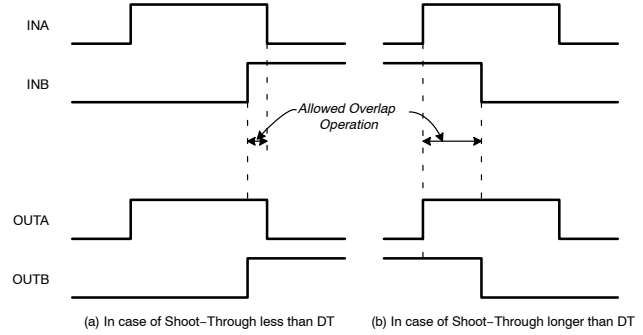 INA
INB
Allowed Overlap
Operation
OUTA
OUTB
(a) In case of Shoot−Through less than DT
(b) In case of Shoot−Through longer than DT